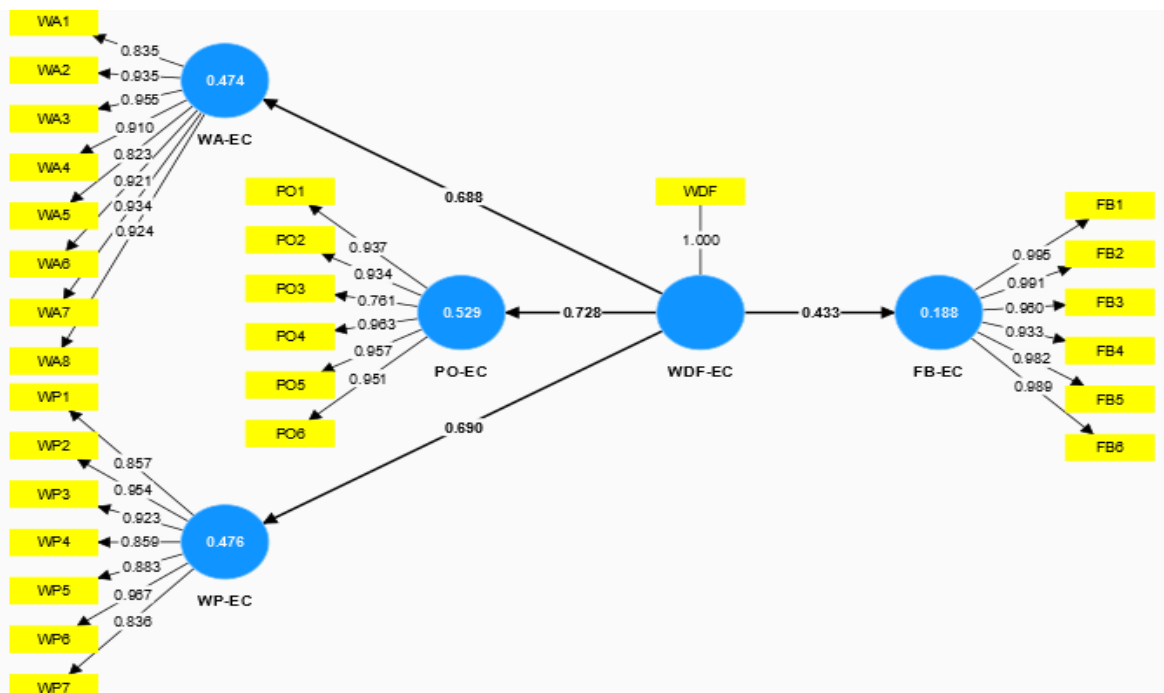 WA1
WA2
WA3
WA4
WA5
WA6
WA7
WA8
0.835
0.935
0.955
0.910
0.823
0.921
0.934
0.924
0.474
WA-EC
0.688
PO1
PO2
PO3
PO4
PO5
PO6
0.937
0.934
0.761
0.963
0.957
0.951
0.529
PO-EC
0.728
WDF
1.000
WDF-EC
0.433
0.188
FB-EC
0.995
0.991
0.960
0.933
0.982
0.989
FB1
FB2
FB3
FB4
FB5
FB6
0.690
WP1
WP2
WP3
WP4
WP5
WP6
WP7
0.857
0.954
0.923
0.859
0.883
0.967
0.836
0.476
WP-EC